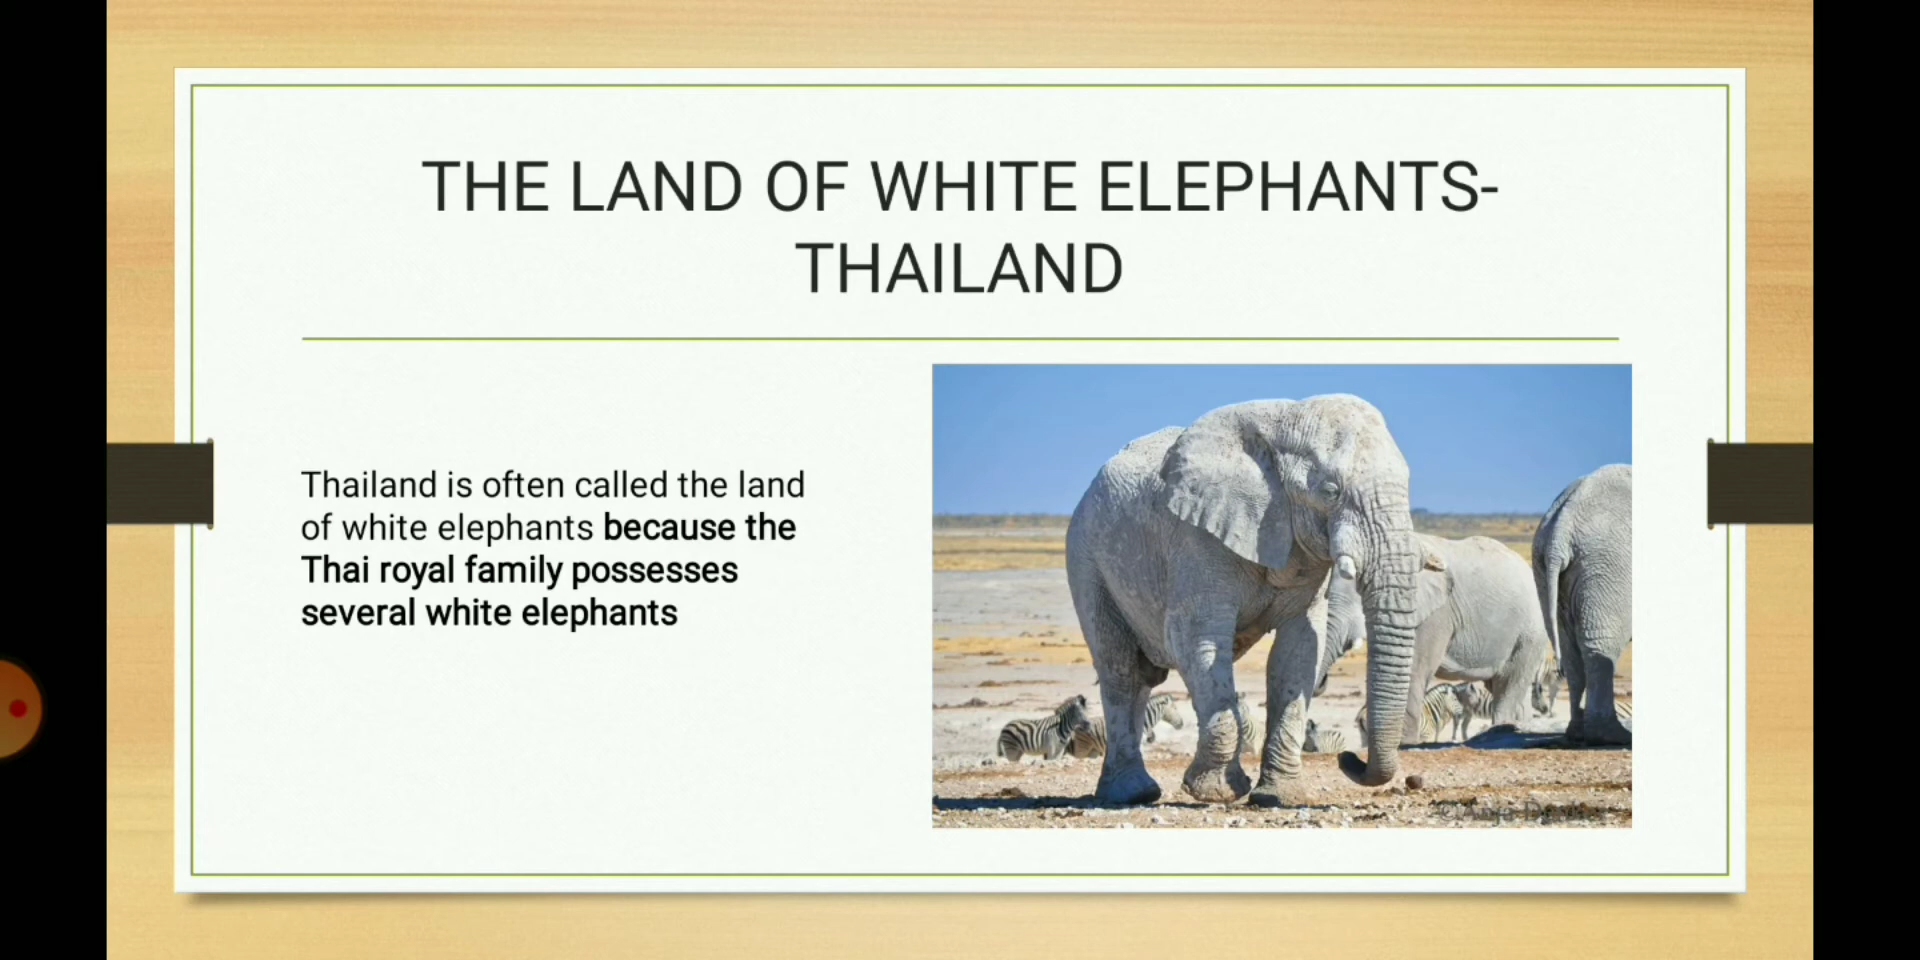 THE LAND OF WHITE ELEPHANTS-
THAILAND
Thailand is often called the land
of white elephants because the
Thai royal family possesses
several white elephants